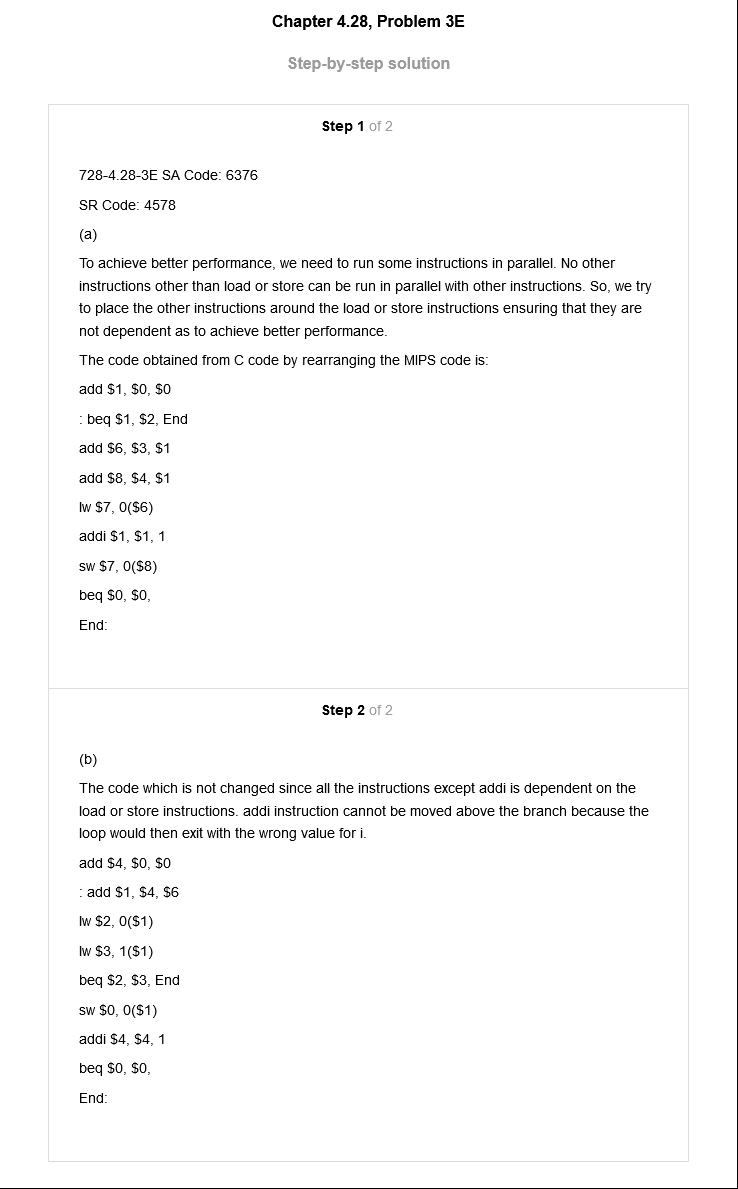 Chapter 4.28, Problem 3E
Step-by-step solution
Step 1 of 2
728-4.28-3E SA Code: 6376
SR Code: 4578
(a)
To achieve better performance, we need to run some instructions in parallel. No other
instructions other than load or store can be run in parallel with other instructions. So, we try
to place the other instructions around the load or store instructions ensuring that they are
not dependent as to achieve better performance.
The code obtained from C code by rearranging the MIPS code is:
add $1, $0, $0
: beq $1, $2, End
add $6, $3, $1
add $8, $4, $1
lw $7, 0($6)
addi $1, $1, 1
sw $7, 0($8)
beq $0, $0,
End:
Step 2 of 2
(b)
The code which is not changed since all the instructions except addi is dependent on the
load or store instructions. addi instruction cannot be moved above the branch because the
loop would then exit with the wrong value for i.
add $4, $0, $0
: add $1, $4, $6
lw $2, 0($1)
lw $3, 1($1)
beq $2, $3, End
sw $0, 0($1)
addi $4, $4, 1
beq $0, $0,
End: